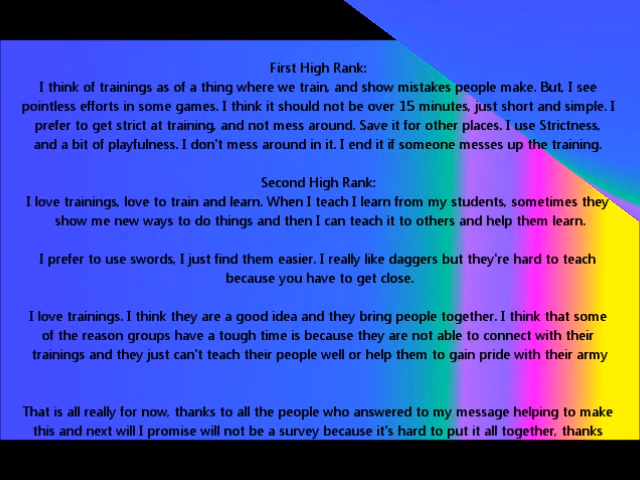 First High Rank:
I think of trainings as of a thing where we train, and show mistakes people make. But, I see
pointless efforts in some games. I think it should not be over 15 minutes, just short and simple. I
prefer to get strict at training, and not mess around. Save it for other places. I use Strictness,
and a bit of playfulness. I don't mess around in it. I end it if someone messes up the training.
Second High Rank:
I love trainings, love to train and learn. When I teach I learn from my students, sometimes they
show me new ways to do things and then I can teach it to others and help them learn.
I prefer to use swords, I just find them easier. I really like daggers but they're hard to teach
because you have to get close.
I love trainings. I think they are a good idea and they bring people together. I think that some
of the reason groups have a tough time is because they are not able to connect with their
trainings and they just can't teach their people well or help them to gain pride with their army
That is all really for now, thanks to all the people who answered to my message helping to make
this and next will I promise will not be a survey because it's hard to put it all together, thanks